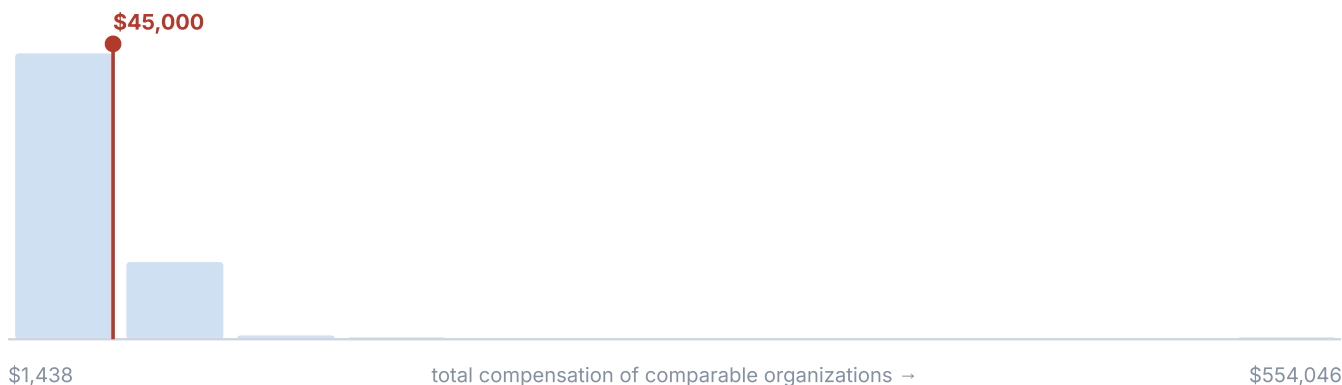 $45,000
$1,438 total compensation of comparable organizations → $554,046